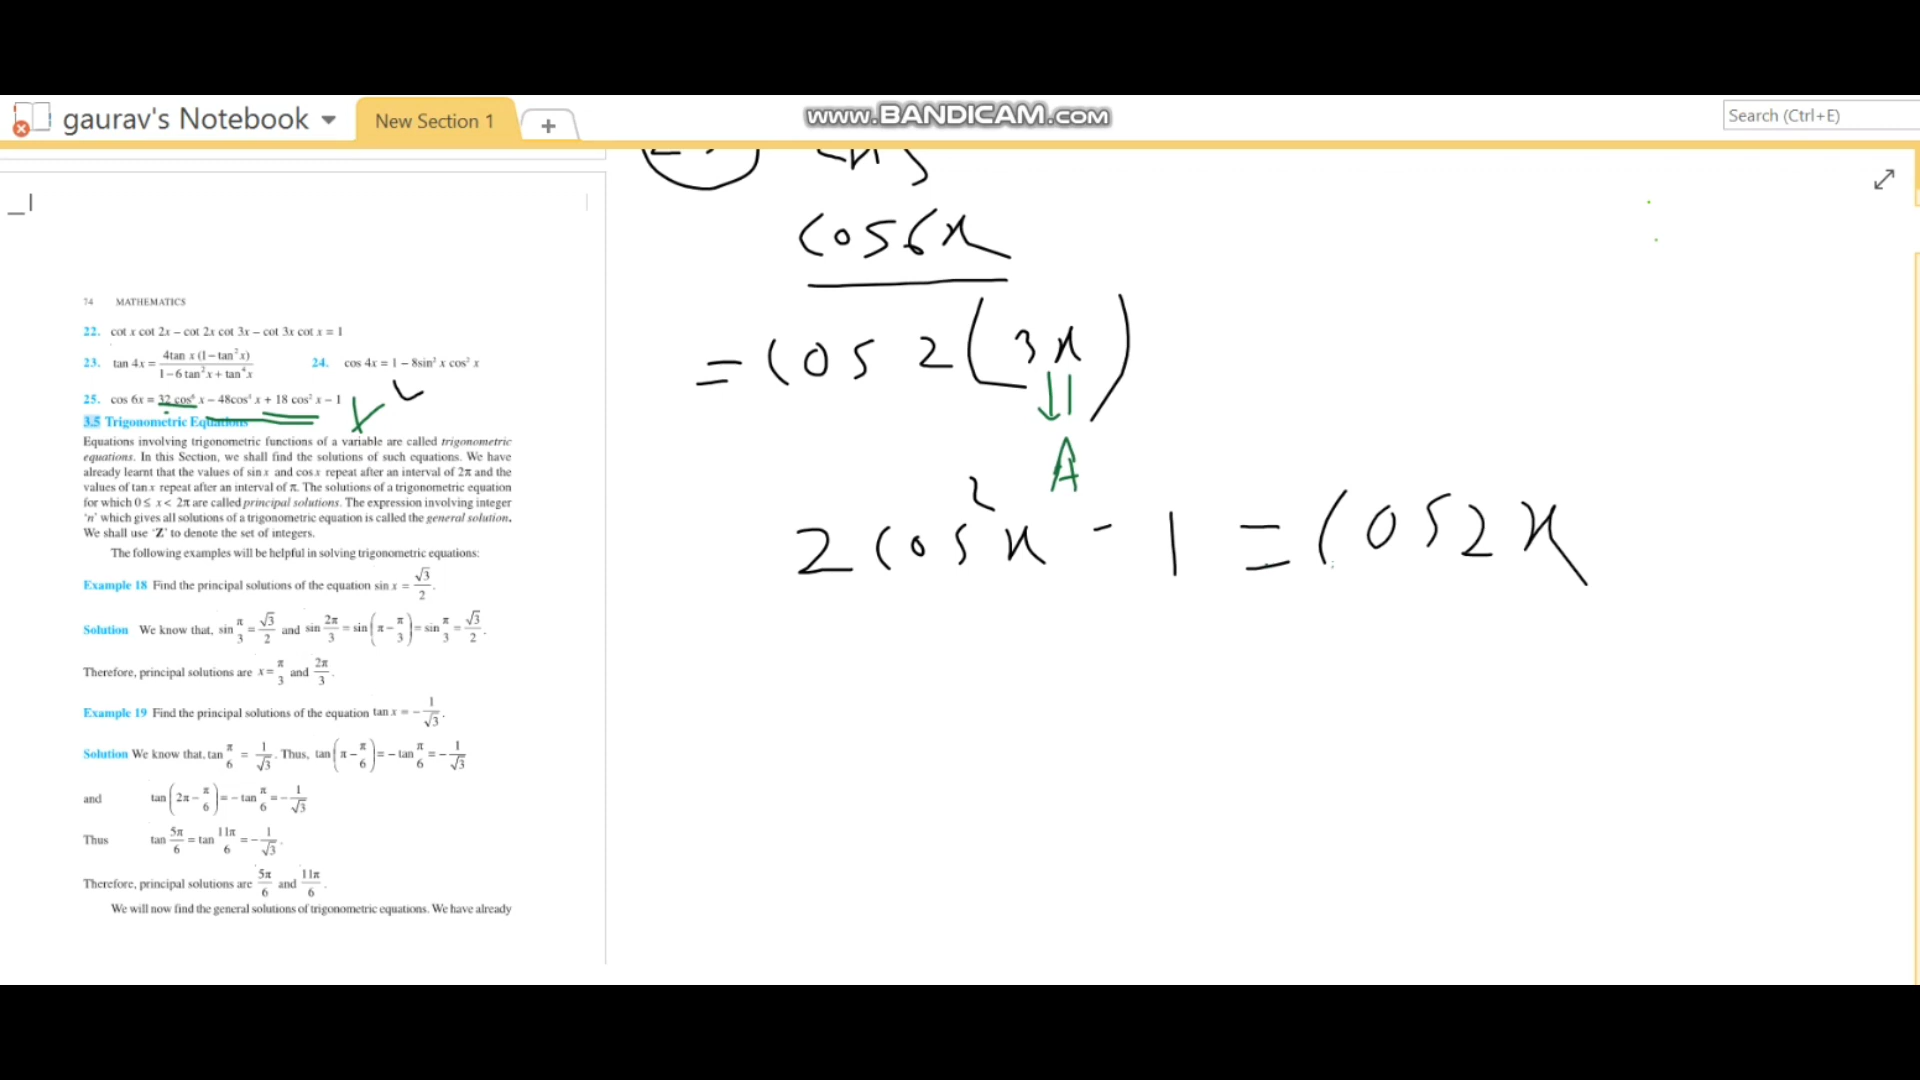 www.BANDICAM.com
gaurav's Notebook
New Section 1
+
Search (Ctrl+E)
74 MATHEMATICS
22. cot x cot 2x – cot 2x cot 3x – cot 3x cot x = 1
23. tan 4x = 4tan x (1 – tan² x) / 1 – 6 tan² x + tan⁴ x 24. cos 4x = 1 – 8sin² x cos² x
25. cos 6x = 32 cos⁶ x – 48cos⁴ x + 18 cos² x – 1
3.5 Trigonometric Equations
Equations involving trigonometric functions of a variable are called trigonometric
equations. In this Section, we shall find the solutions of such equations. We have
already learnt that the values of sin x and cos x repeat after an interval of 2π and the
values of tan x repeat after an interval of π. The solutions of a trigonometric equation
for which 0 ≤ x < 2π are called principal solutions. The expression involving integer
'n' which gives all solutions of a trigonometric equation is called the general solution.
We shall use 'Z' to denote the set of integers.
The following examples will be helpful in solving trigonometric equations:
Example 18 Find the principal solutions of the equation sin x = √3/2.
Solution We know that, sin π/3 = √3/2 and sin 2π/3 = sin(π – π/3) = sin π/3 = √3/2.
Therefore, principal solutions are x = π/3 and 2π/3.
Example 19 Find the principal solutions of the equation tan x = – 1/√3.
Solution We know that, tan π/6 = 1/√3. Thus, tan(π – π/6) = – tan π/6 = – 1/√3
and tan(2π – π/6) = – tan π/6 = – 1/√3
Thus tan 5π/6 = tan 11π/6 = – 1/√3.
Therefore, principal solutions are 5π/6 and 11π/6.
We will now find the general solutions of trigonometric equations. We have already
cos6x
= cos 2(3x)
A
2cos²x - 1 = cos2x